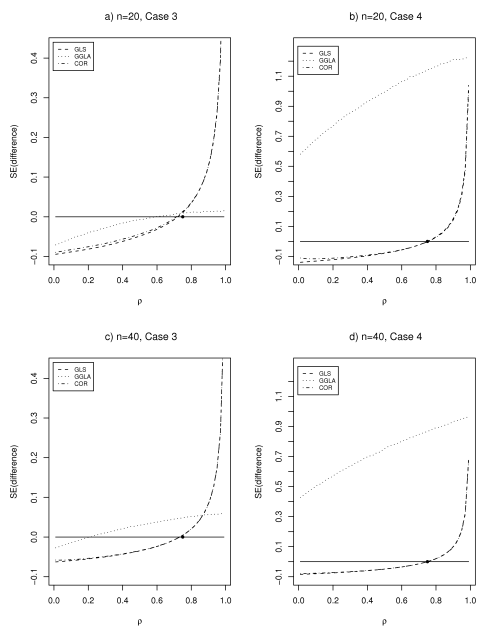 a) n=20, Case 3
GLS
GGLA
COR
SE(difference)
−0.1 0.0 0.1 0.2 0.3 0.4
0.0 0.2 0.4 0.6 0.8 1.0
ρ
b) n=20, Case 4
GLS
GGLA
COR
SE(difference)
−0.1 0.1 0.3 0.5 0.7 0.9 1.1
0.0 0.2 0.4 0.6 0.8 1.0
ρ
c) n=40, Case 3
GLS
GGLA
COR
SE(difference)
−0.1 0.0 0.1 0.2 0.3 0.4
0.0 0.2 0.4 0.6 0.8 1.0
ρ
d) n=40, Case 4
GLS
GGLA
COR
SE(difference)
−0.1 0.1 0.3 0.5 0.7 0.9 1.1
0.0 0.2 0.4 0.6 0.8 1.0
ρ